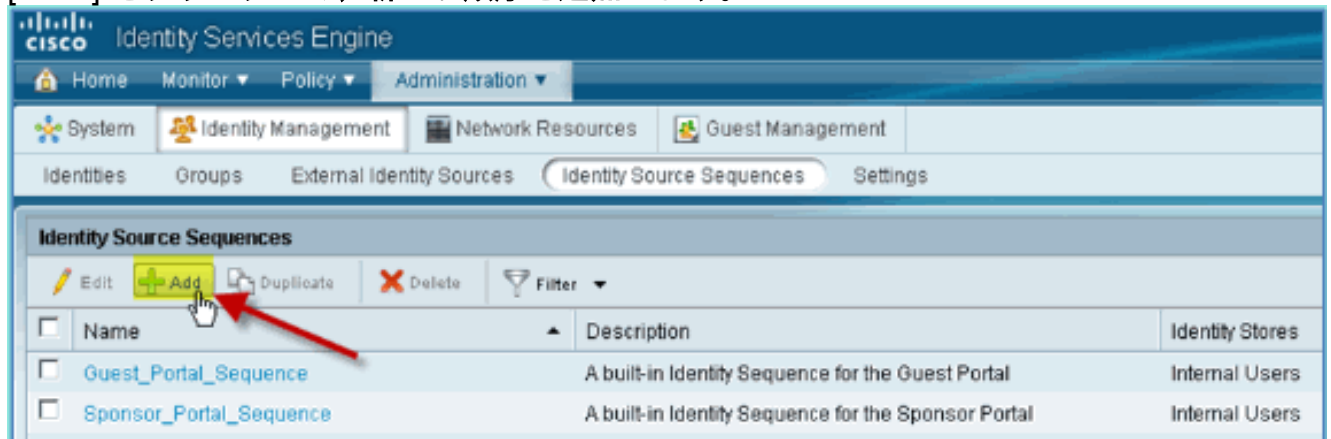 cisco Identity Services Engine
Home Monitor ▼ Policy ▼ Administration ▼
System Identity Management Network Resources Guest Management
Identities Groups External Identity Sources Identity Source Sequences Settings
Identity Source Sequences
Edit Add Duplicate Delete Filter ▼
Name ▲ Description Identity Stores
Guest_Portal_Sequence A built-in Identity Sequence for the Guest Portal Internal Users
Sponsor_Portal_Sequence A built-in Identity Sequence for the Sponsor Portal Internal Users